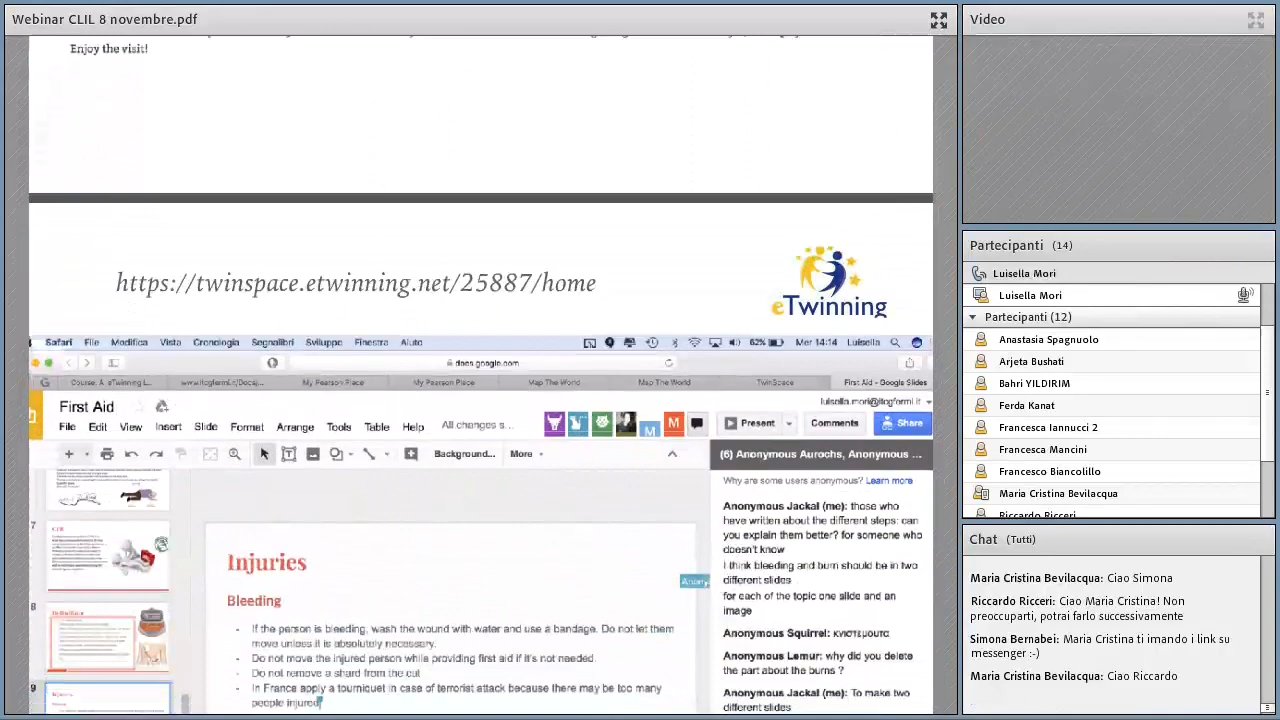 Webinar CLIL 8 novembre.pdf
Enjoy the visit!
https://twinspace.etwinning.net/25887/home
eTwinning
Safari File Modifica Vista Cronologia Segnalibri Sviluppo Finestra Aiuto 62% Mer 14:14 Luisella
docs.google.com
Course: A eTwinning L... My Pearson Place My Pearson Place Map The World Map The World TwinSpace First Aid - Google Slides
First Aid
luisella.mori@itcgfermi.it
File Edit View Insert Slide Format Arrange Tools Table Help All changes s...
M M Present Comments Share
Background... More
(6) Anonymous Aurochs, Anonymous ...
Why are some users anonymous? Learn more
7
8
9
Injuries
Bleeding
If the person is bleeding, wash the wound with water and use a bandage. Do not let them
move unless it is absolutely necessary.
- Do not move the injured person while providing first aid if it's not needed.
- Do not remove a shard from the cut
- In France apply a tourniquet in case of terrorist attack because there may be too many
people injured
Anony
Anonymous Jackal (me): those who
have written about the different steps: can
you explain them better? for someone who
doesn't know
I think bleeding and burn should be in two
different slides
for each of the topic one slide and an
image
Anonymous Squirrel:
Anonymous Lemur: why did you delete
the part about the burns ?
Anonymous Jackal (me): To make two
different slides
Video
Partecipanti (14)
Luisella Mori
Luisella Mori
Partecipanti (12)
Anastasia Spagnuolo
Arjeta Bushati
Bahri YILDIRIM
Ferda Kanat
Francesca Iannucci 2
Francesca Mancini
Francesco Biancolillo
Maria Cristina Bevilacqua
Riccardo Ricceri
Chat (Tutti)
Maria Cristina Bevilacqua: Ciao Simona
Riccardo Ricceri: Ciao Maria Cristina! Non
preoccuparti, potrai farlo successivamente
Simona Bernabei: Maria Cristina ti imando il link su
messenger :-)
Maria Cristina Bevilacqua: Ciao Riccardo